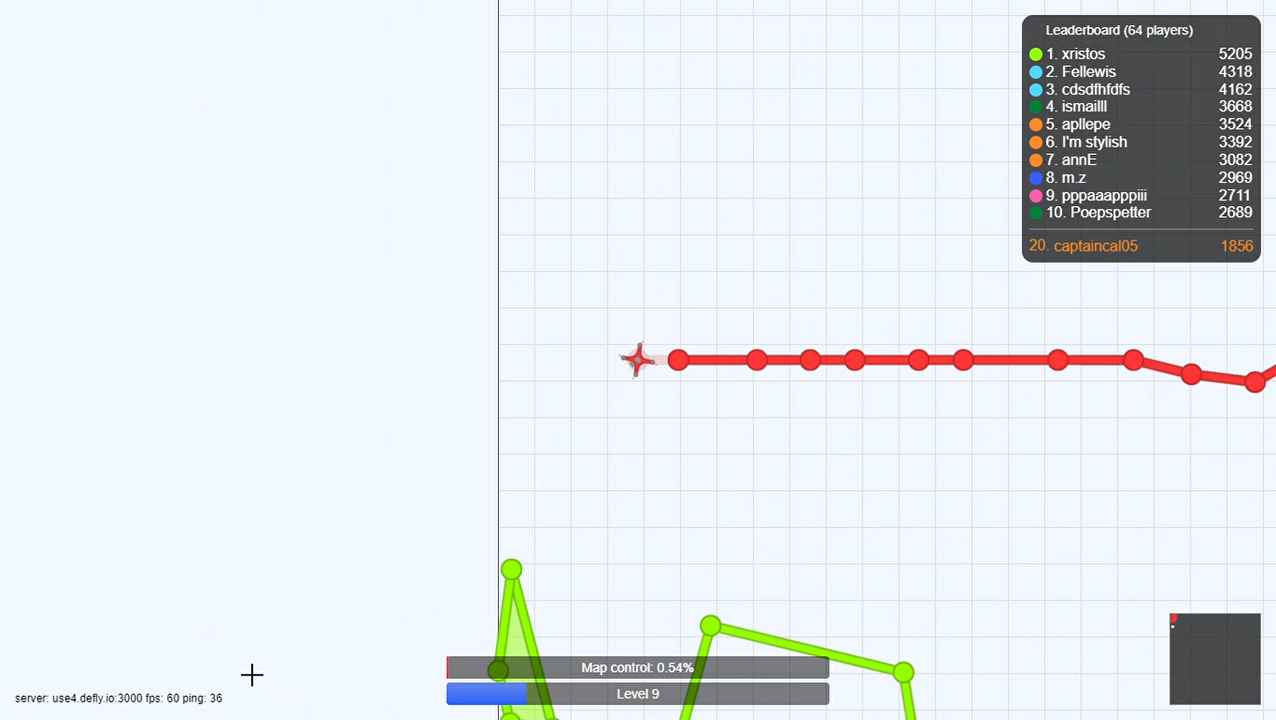 Leaderboard (64 players)
1. xristos 5205
2. Fellewis 4318
3. cdsdfhfdfs 4162
4. ismailll 3668
5. apllepe 3524
6. I'm stylish 3392
7. annE 3082
8. m.z 2969
9. pppaaapppiii 2711
10. Poepspetter 2689
20. captaincal05 1856
Map control: 0.54%
Level 9
server: use4.defly.io:3000 fps: 60 ping: 36